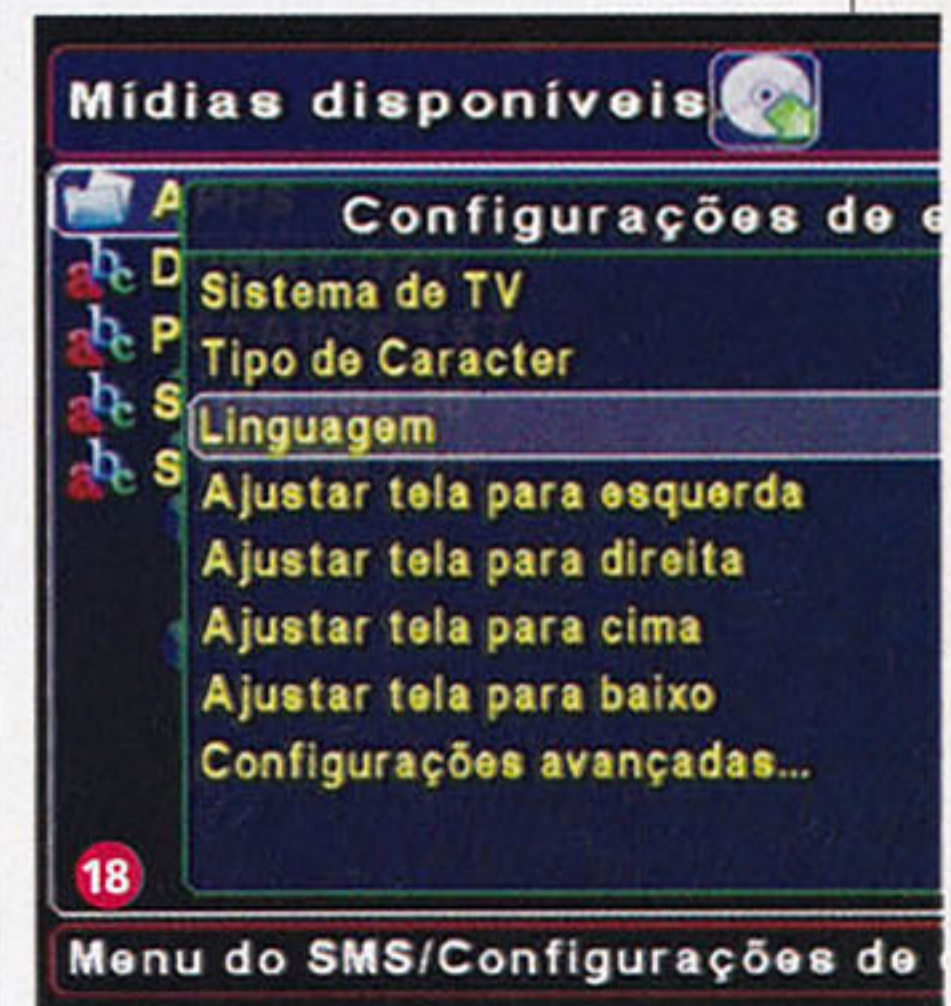 Mídias disponíveis
A
Configurações de e
D
Sistema de TV
P
Tipo de Caracter
S
Linguagem
S
Ajustar tela para esquerda
Ajustar tela para direita
Ajustar tela para cima
Ajustar tela para baixo
Configurações avançadas...
18
Menu do SMS/Configurações de